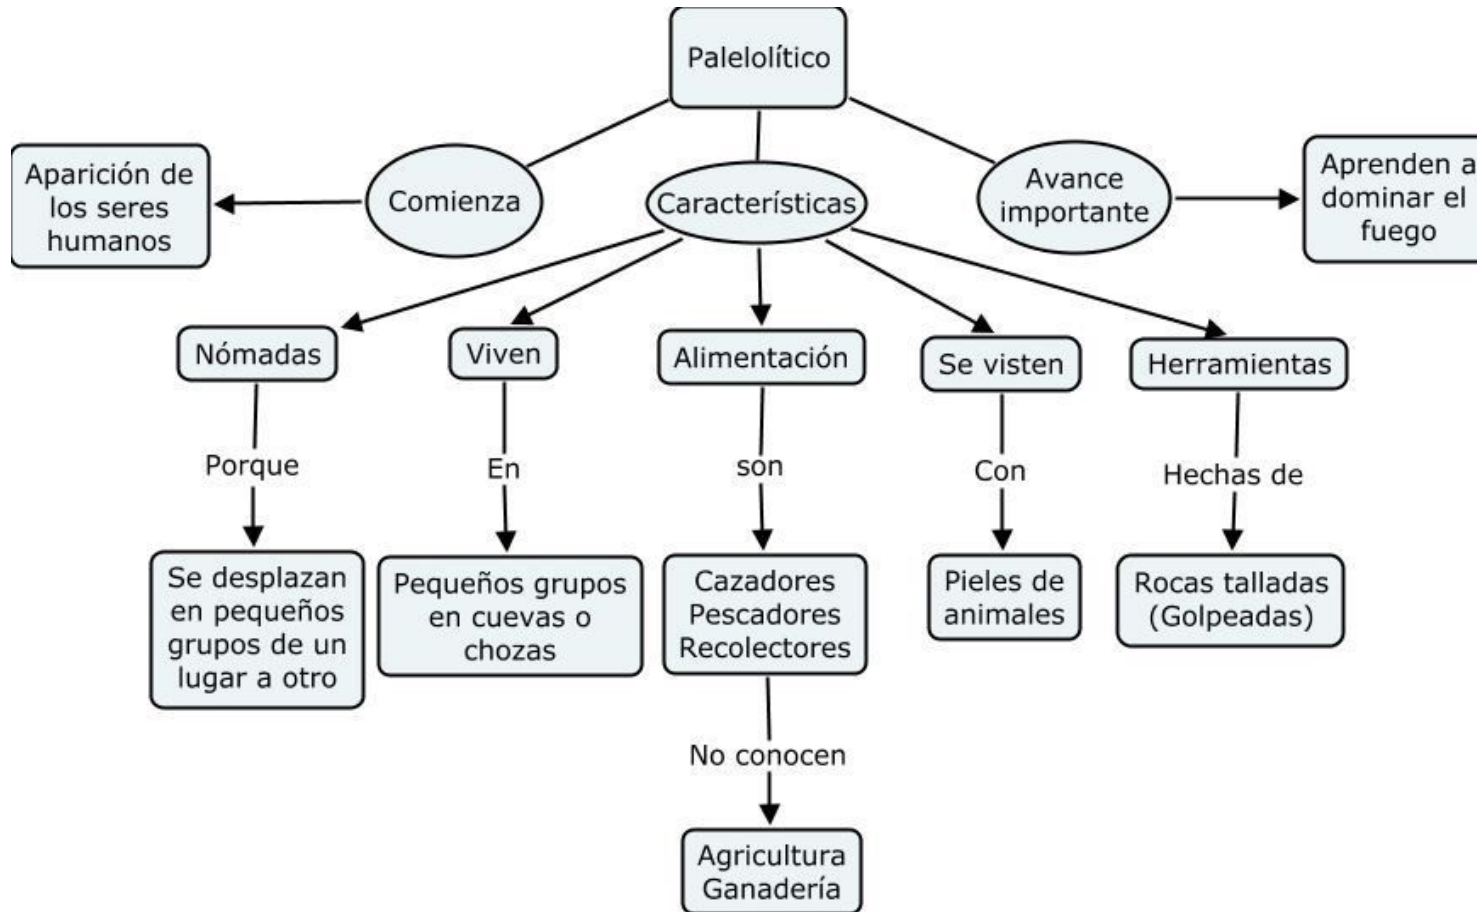 Palelolítico
Aparición de
los seres
humanos
Comienza
Características
Avance
importante
Aprenden a
dominar el
fuego
Nómadas
Viven
Alimentación
Se visten
Herramientas
Porque
En
son
Con
Hechas de
Se desplazan
en pequeños
grupos de un
lugar a otro
Pequeños grupos
en cuevas o
chozas
Cazadores
Pescadores
Recolectores
Pieles de
animales
Rocas talladas
(Golpeadas)
No conocen
Agricultura
Ganadería